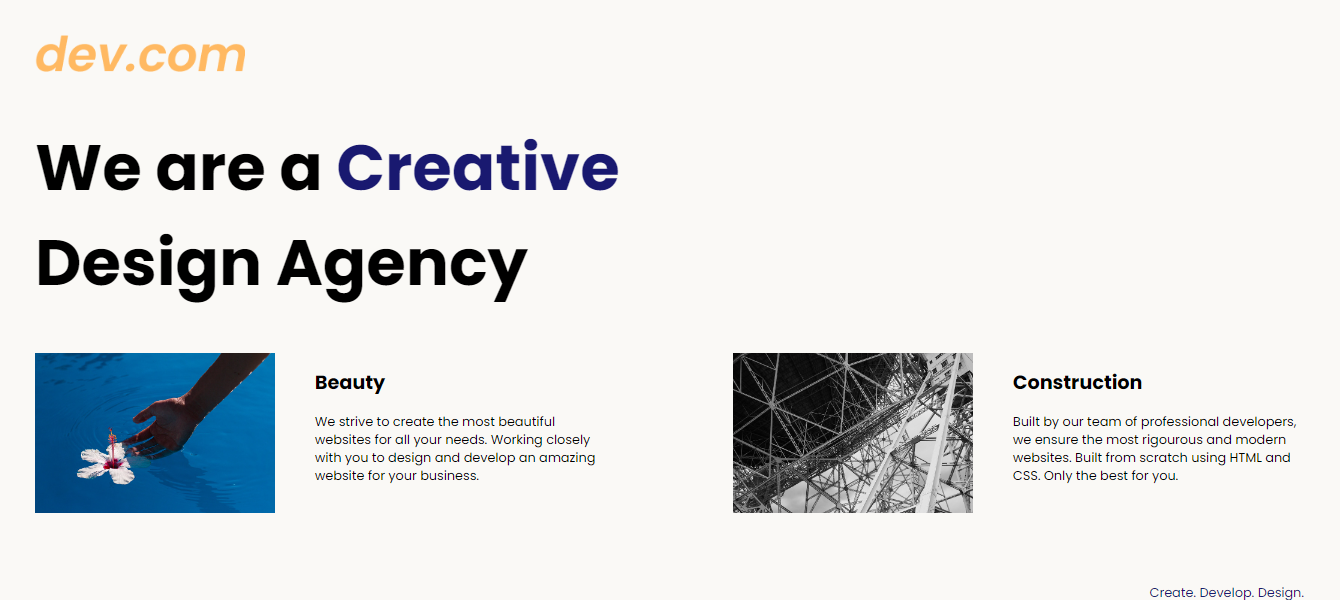 dev.com
We are a Creative
Design Agency
Beauty
We strive to create the most beautiful
websites for all your needs. Working closely
with you to design and develop an amazing
website for your business.
Construction
Built by our team of professional developers,
we ensure the most rigourous and modern
websites. Built from scratch using HTML and
CSS. Only the best for you.
Create. Develop. Design.